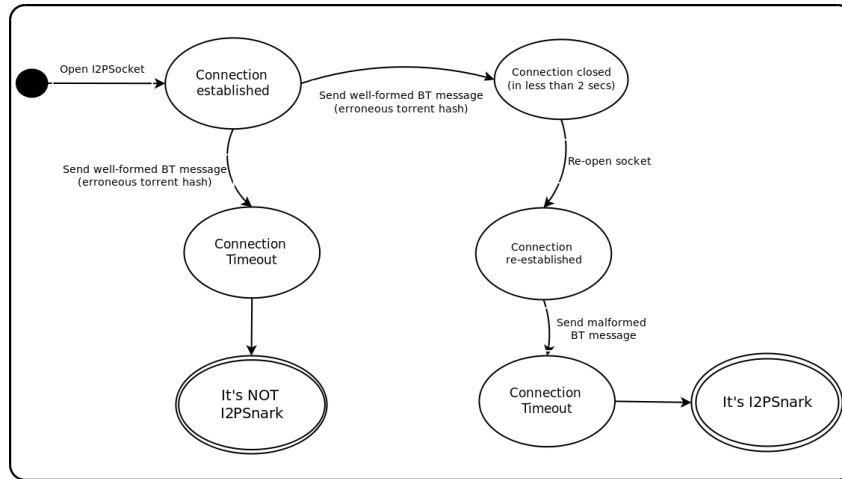 Open I2PSocket
Connection
established
Send well-formed BT message
(erroneous torrent hash)
Connection closed
(in less than 2 secs)
Send well-formed BT message
(erroneous torrent hash)
Re-open socket
Connection
Timeout
Connection
re-established
Send malformed
BT message
It's NOT
I2PSnark
Connection
Timeout
It's I2PSnark